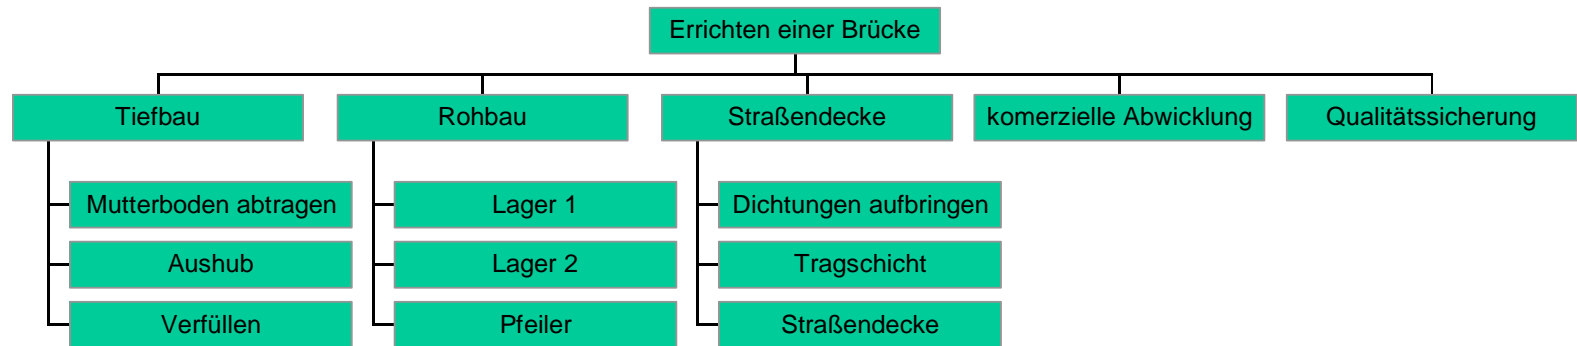 Errichten einer Brücke
Tiefbau
Rohbau
Straßendecke
komerzielle Abwicklung
Qualitätssicherung
Mutterboden abtragen
Lager 1
Dichtungen aufbringen
Aushub
Lager 2
Tragschicht
Verfüllen
Pfeiler
Straßendecke